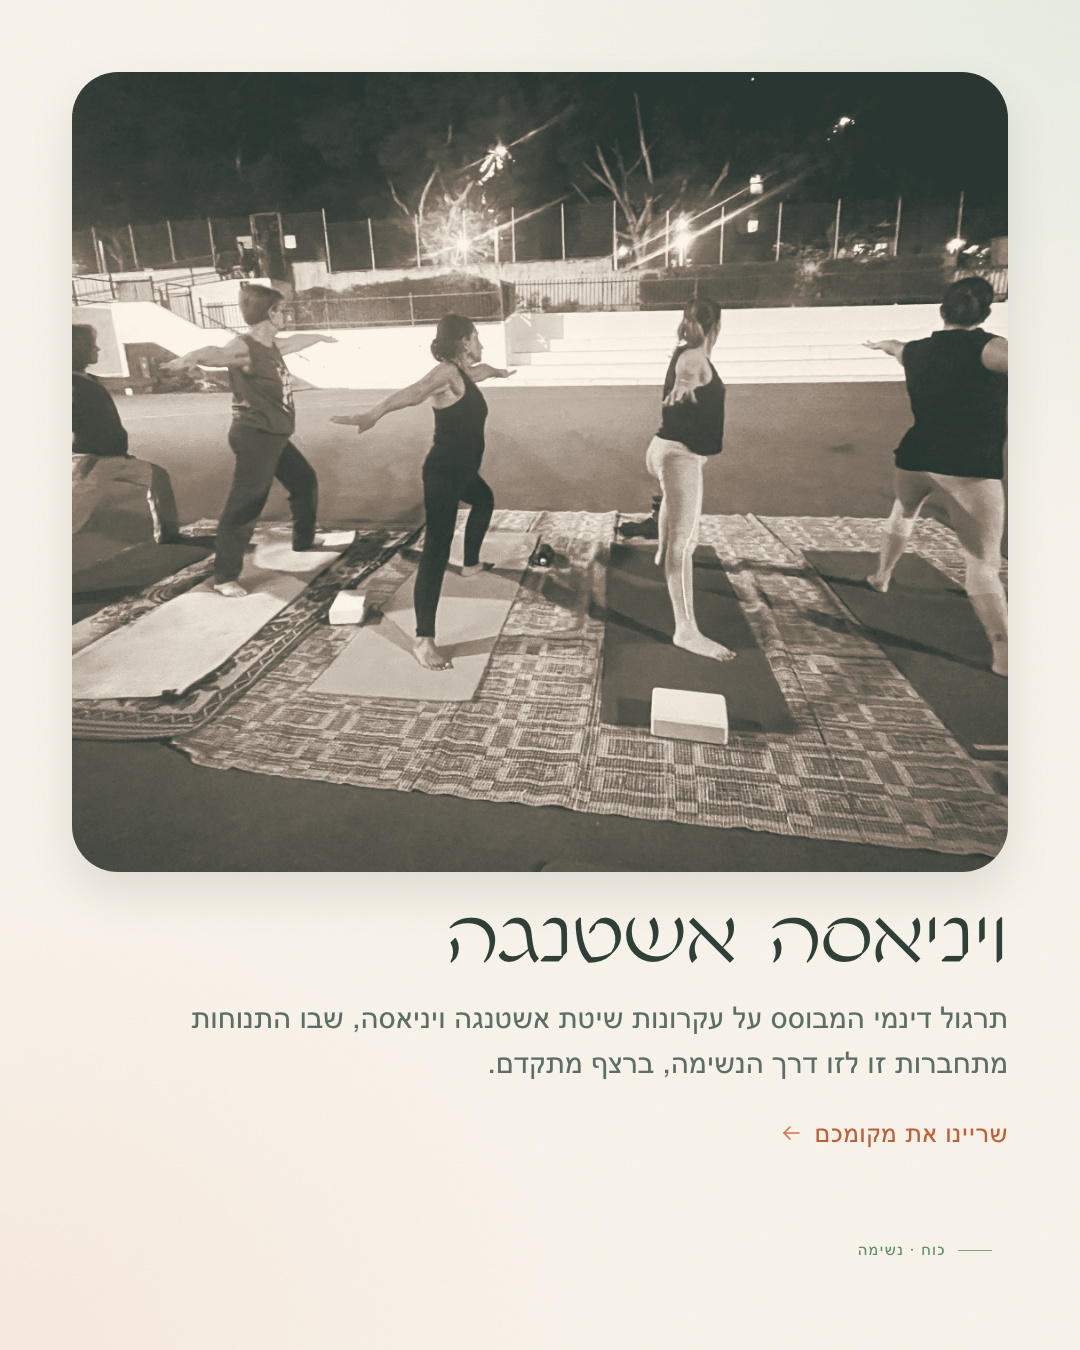 ויניאסה אשטנגה
תרגול דינמי המבוסס על עקרונות שיטת אשטנגה ויניאסה, שבו התנוחות
מתחברות זו לזו דרך הנשימה, ברצף מתקדם.
שריינו את מקומכם ←
כוח · נשימה